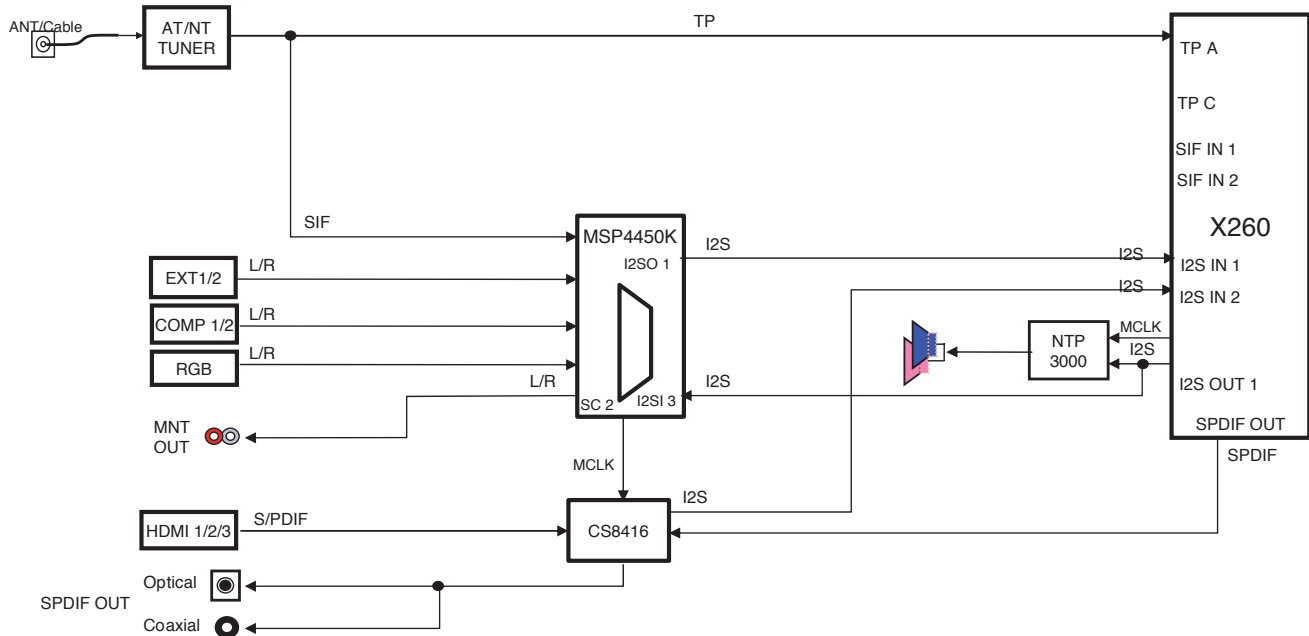 ANT/Cable
AT/NT
TUNER
TP
TP A
TP C
SIF IN 1
SIF IN 2
X260
SIF
MSP4450K
I2SO 1
I2S
I2S
I2S IN 1
EXT1/2
L/R
I2S
I2S IN 2
COMP 1/2
L/R
MCLK
NTP
3000
I2S
RGB
L/R
L/R
SC 2
I2SI 3
I2S
I2S OUT 1
MNT
OUT
SPDIF OUT
SPDIF
MCLK
I2S
HDMI 1/2/3
S/PDIF
CS8416
Optical
SPDIF OUT
Coaxial